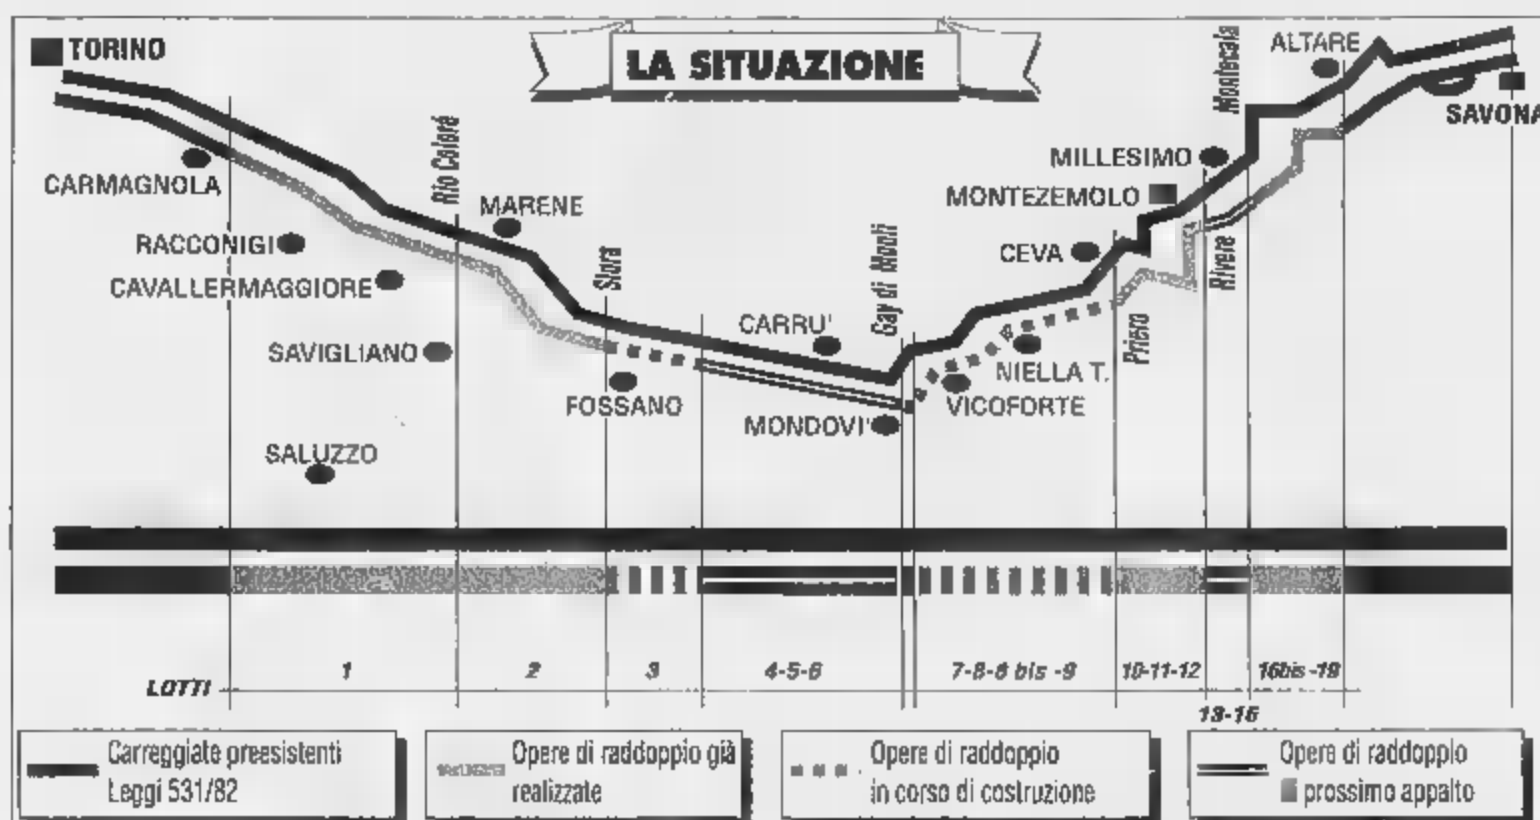 TORINO
LA SITUAZIONE
ALTARE
Montecala
SAVONA
CARMAGNOLA
Rio Coloré
MILLESIMO
MONTEZEMOLO
MARENE
RACCONIGI
CAVALLERMAGGIORE
Stura
Gay di Monli
CEVA
Rivere
SAVIGLIANO
CARRU'
Priero
NIELLA T.
FOSSANO
MONDOVI'
VICOFORTE
SALUZZO
LOTTI
1
2
3
4-5-6
7-8-8 bis -9
10-11-12
16bis -19
13-15
Carreggiate preesistenti
Leggi 531/82
Opere di raddoppio già
realizzate
Opere di raddoppio
in corso di costruzione
Opere di raddoppio
prossimo appalto